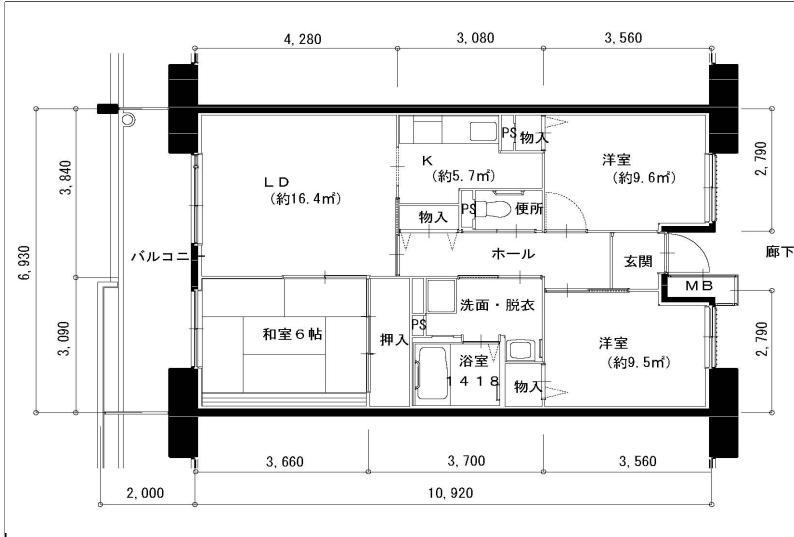 4,280
3,080
3,560
PS
物入
洋室
(約9.6㎡)
2,790
K
(約5.7㎡)
3,840
LD
(約16.4㎡)
PS
便所
物入
6,930
バルコニ
ホール
玄関
廊下
MB
洗面・脱衣
3,090
和室6帖
押入
PS
洋室
(約9.5㎡)
2,790
浴室
1418
物入
3,660
3,700
3,560
2,000
10,920